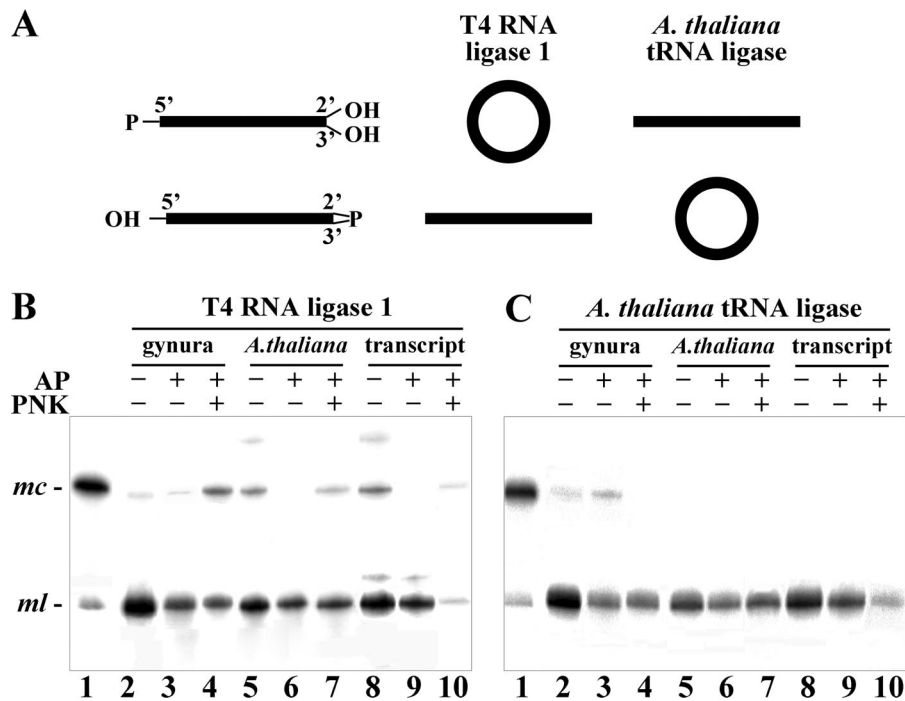 A
T4 RNA
ligase 1
A. thaliana
tRNA ligase
5’ 2’ OH
P
3’ OH
5’ 2’
OH P
3’
B
T4 RNA ligase 1
gynura A.thaliana transcript
AP − + + − + + − + +
PNK − − + − − + − − +
mc -
ml -
1 2 3 4 5 6 7 8 9 10
C
A. thaliana tRNA ligase
gynura A.thaliana transcript
− + + − + + − + +
− − + − − + − − +
1 2 3 4 5 6 7 8 9 10